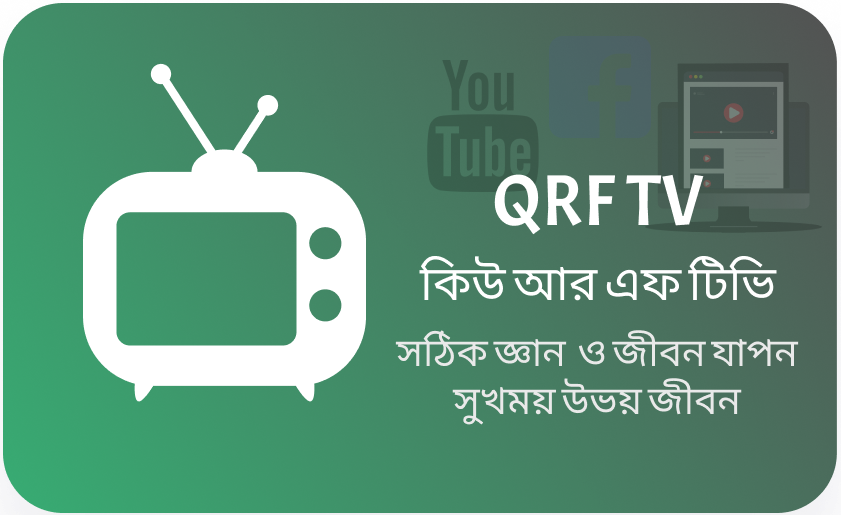 You
Tube
f
QRF TV
কিউ আর এফ টিভি
সঠিক জ্ঞান ও জীবন যাপন
সুখময় উভয় জীবন